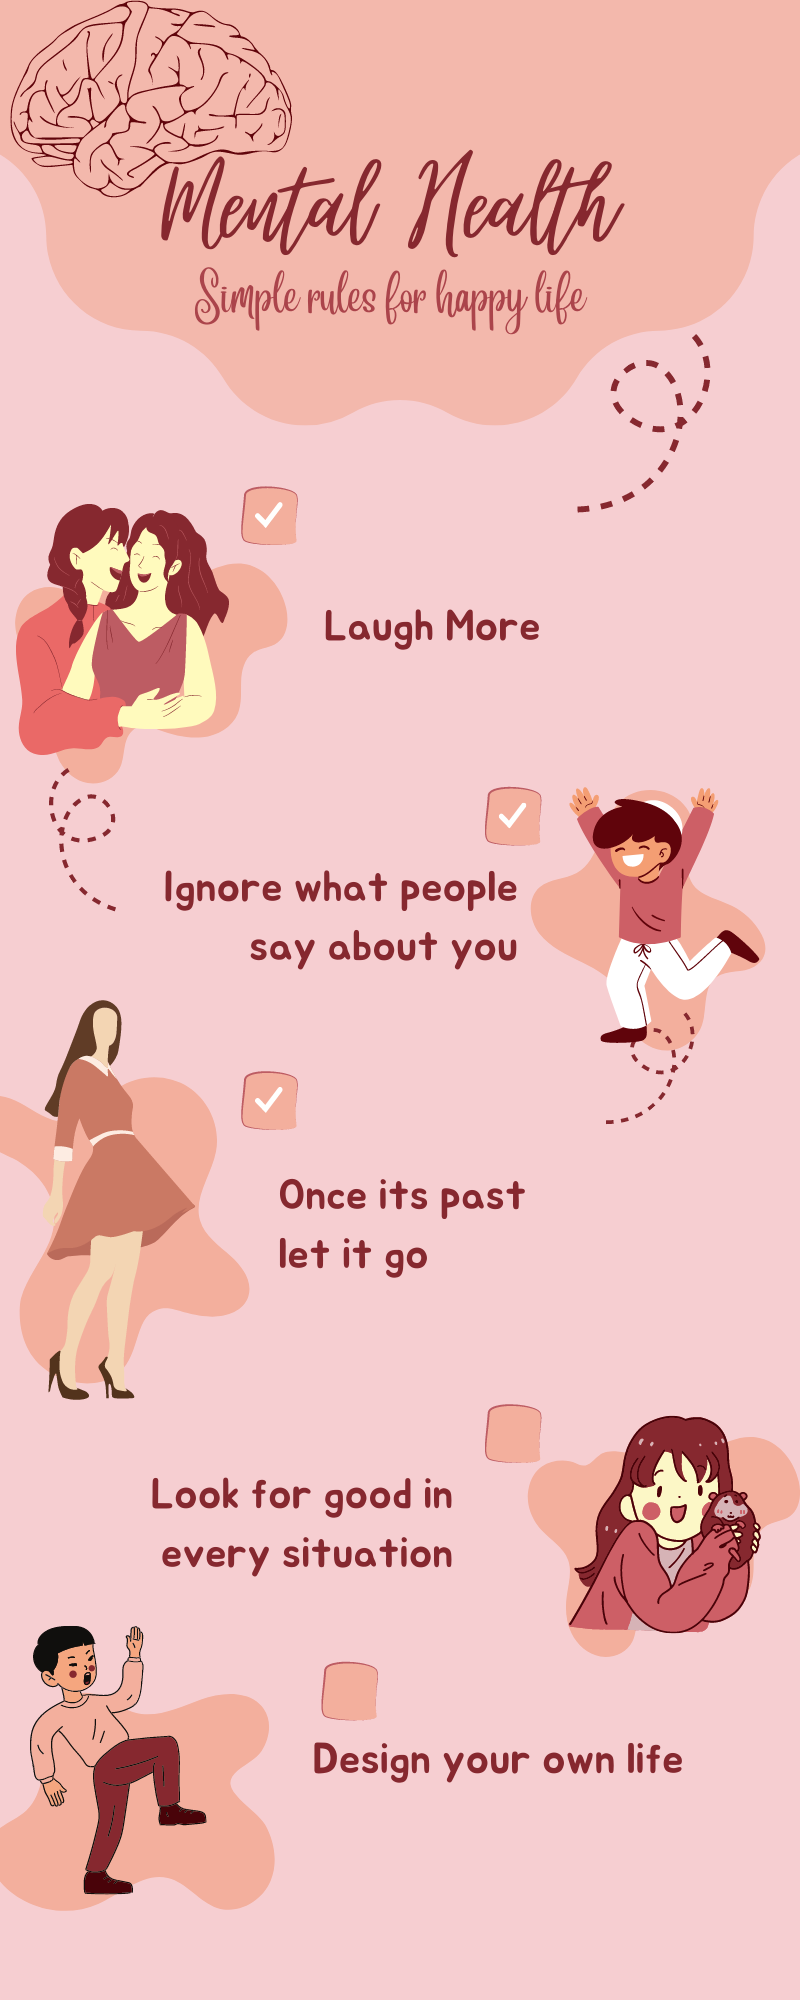 Mental Health
Simple rules for happy life
Laugh More
Ignore what people
say about you
Once its past
let it go
Look for good in
every situation
Design your own life